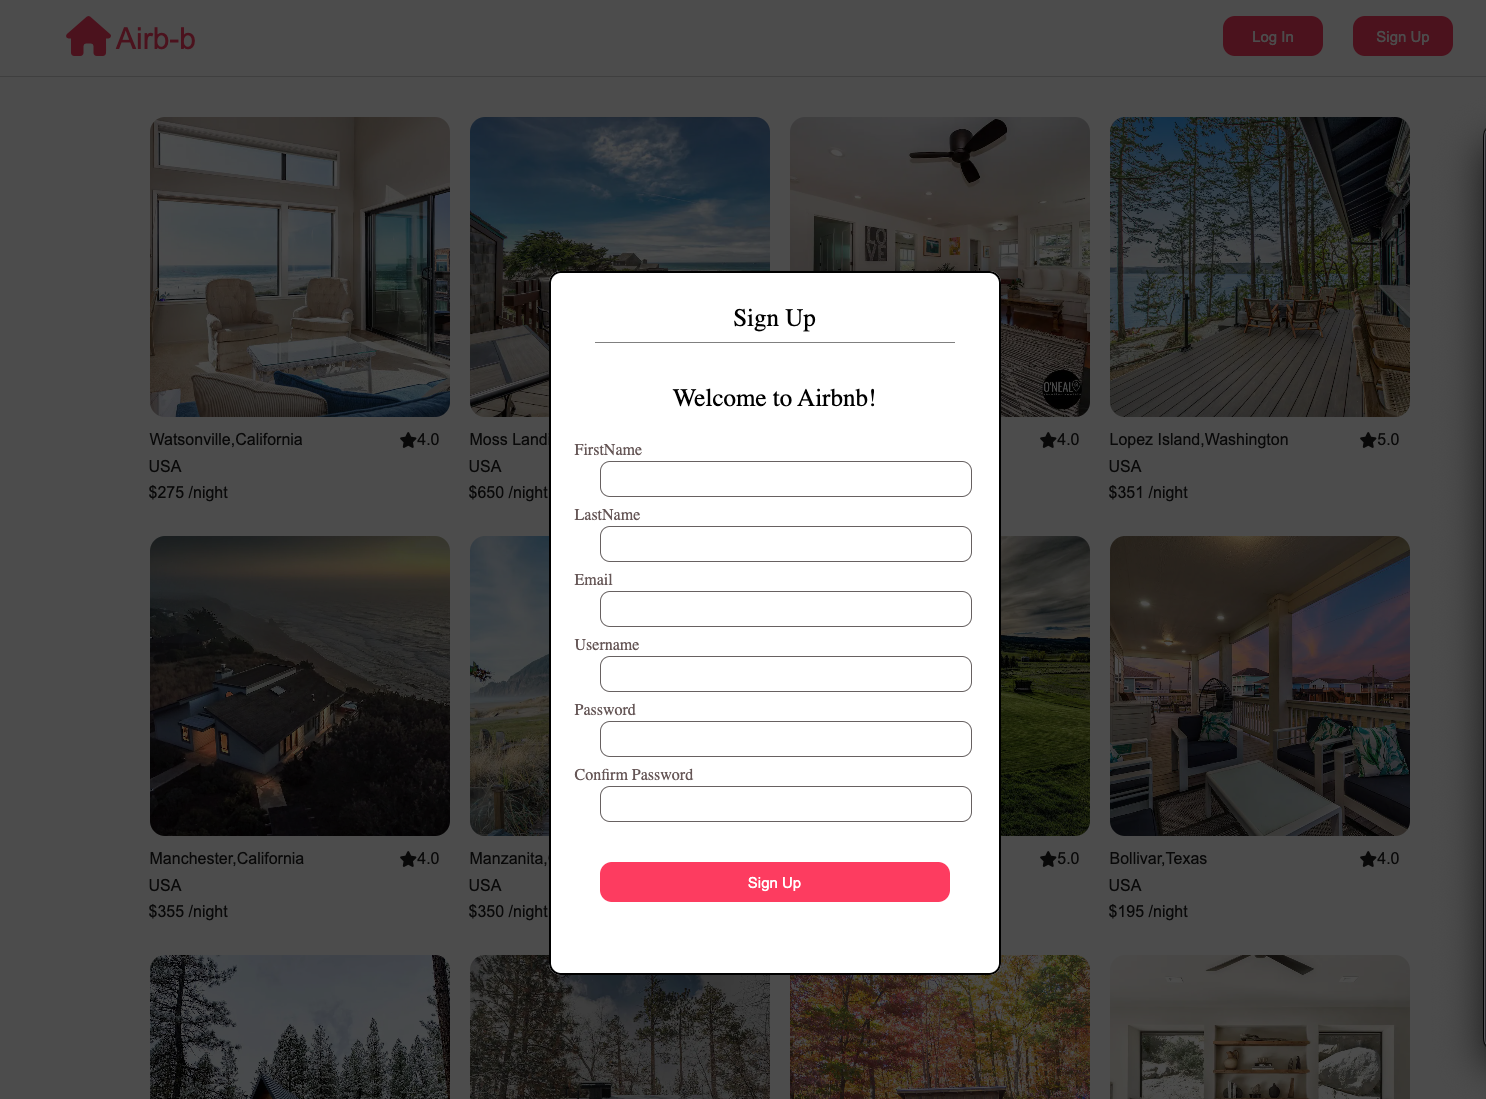 Airb-b
Log In
Sign Up
Sign Up
Welcome to Airbnb!
FirstName
LastName
Email
Username
Password
Confirm Password
Sign Up
O'NEAL
Watsonville,California
4.0
USA
$275 /night
Moss Land
USA
$650 /night
4.0
Lopez Island,Washington
5.0
USA
$351 /night
Manchester,California
4.0
USA
$355 /night
Manzanita,
USA
$350 /night
5.0
Bollivar,Texas
4.0
USA
$195 /night